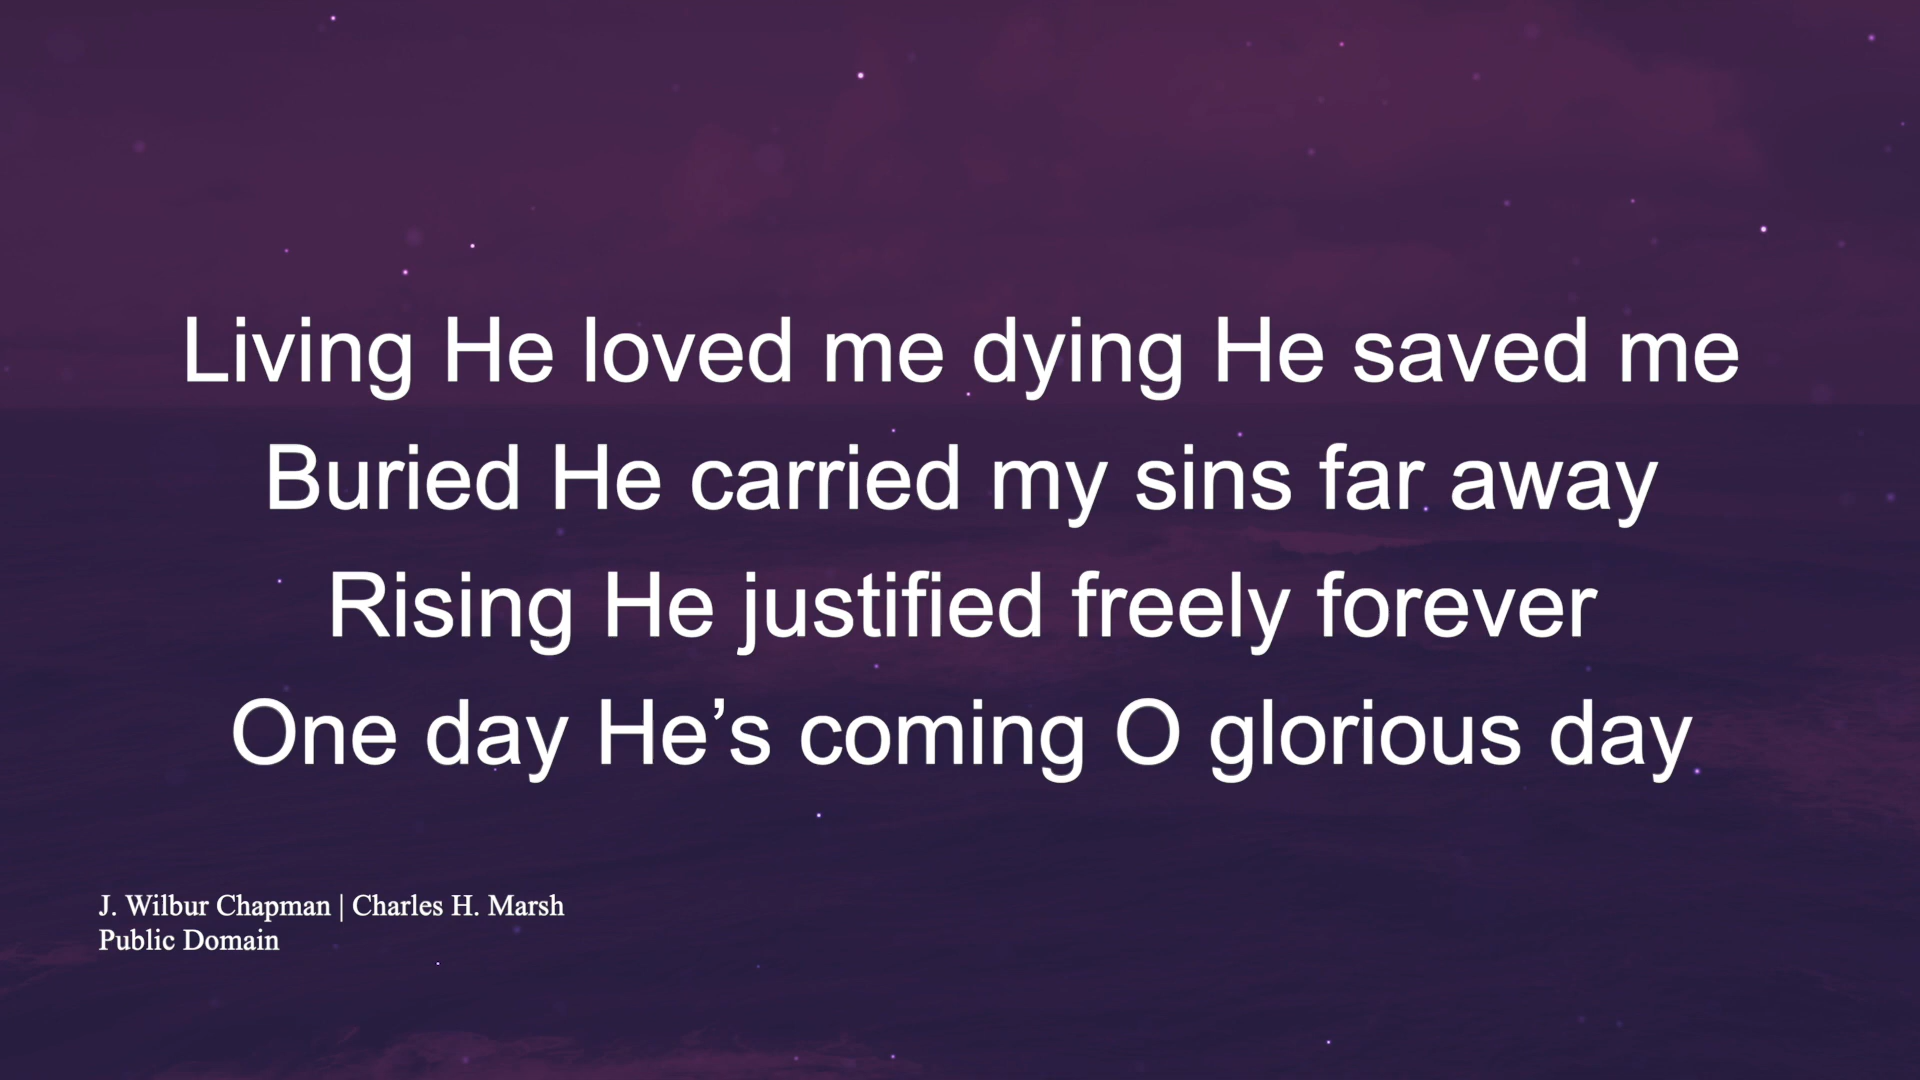 Living He loved me dying He saved me
Buried He carried my sins far away
Rising He justified freely forever
One day He’s coming O glorious day
J. Wilbur Chapman | Charles H. Marsh
Public Domain